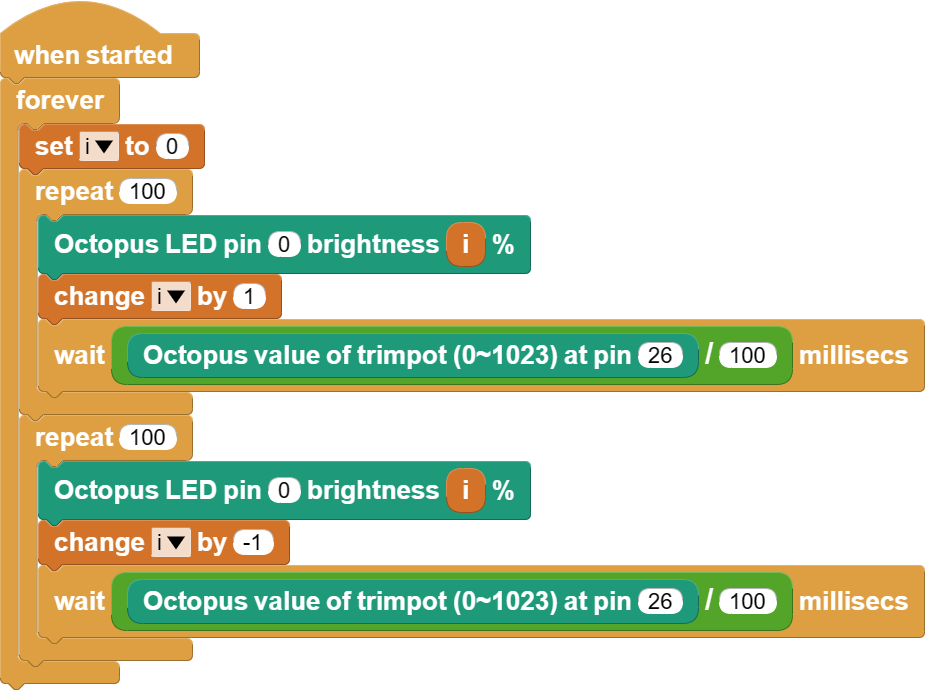 when started
forever
set i to 0
repeat 100
Octopus LED pin 0 brightness i %
change i by 1
wait Octopus value of trimpot (0~1023) at pin 26 / 100 millisecs
repeat 100
Octopus LED pin 0 brightness i %
change i by -1
wait Octopus value of trimpot (0~1023) at pin 26 / 100 millisecs